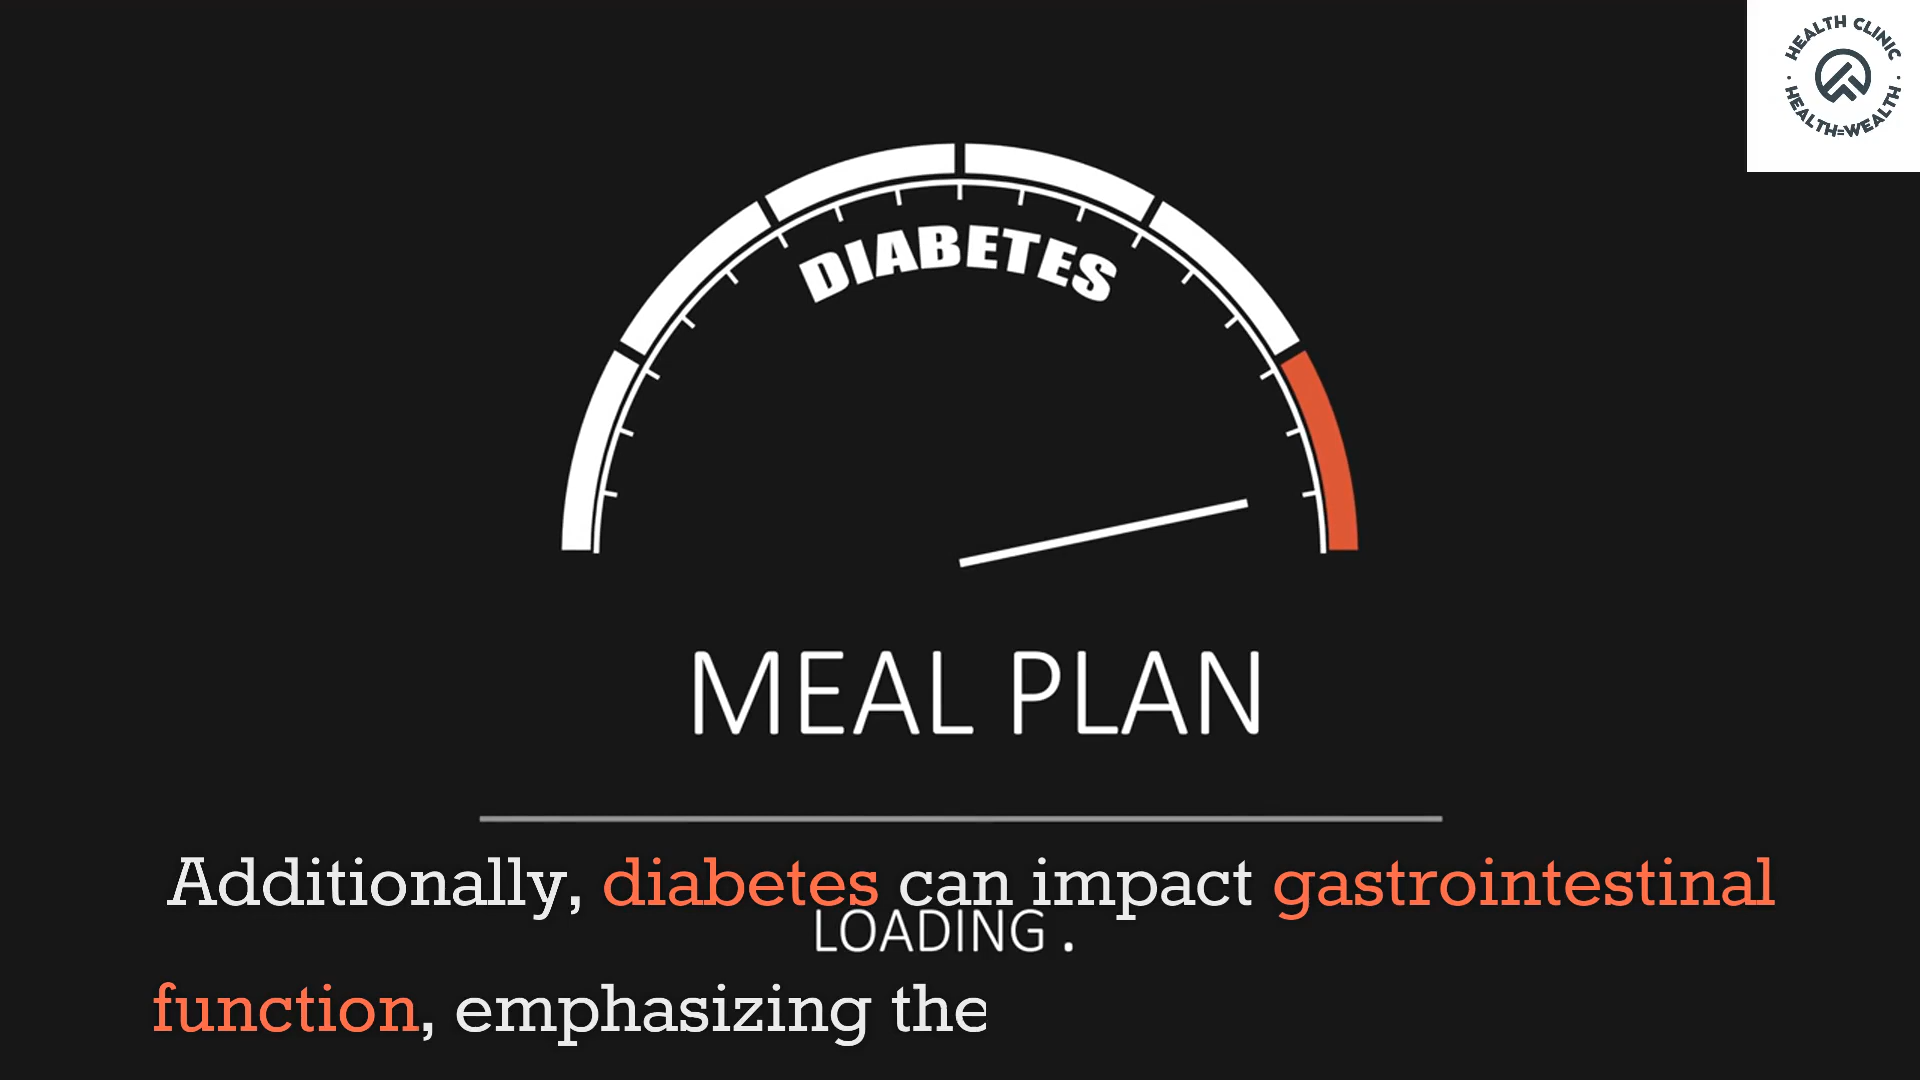 HEALTH CLINIC
HEALTH=WEALTH
DIABETES
MEAL PLAN
Additionally, diabetes can impact gastrointestinal
LOADING .
function, emphasizing the